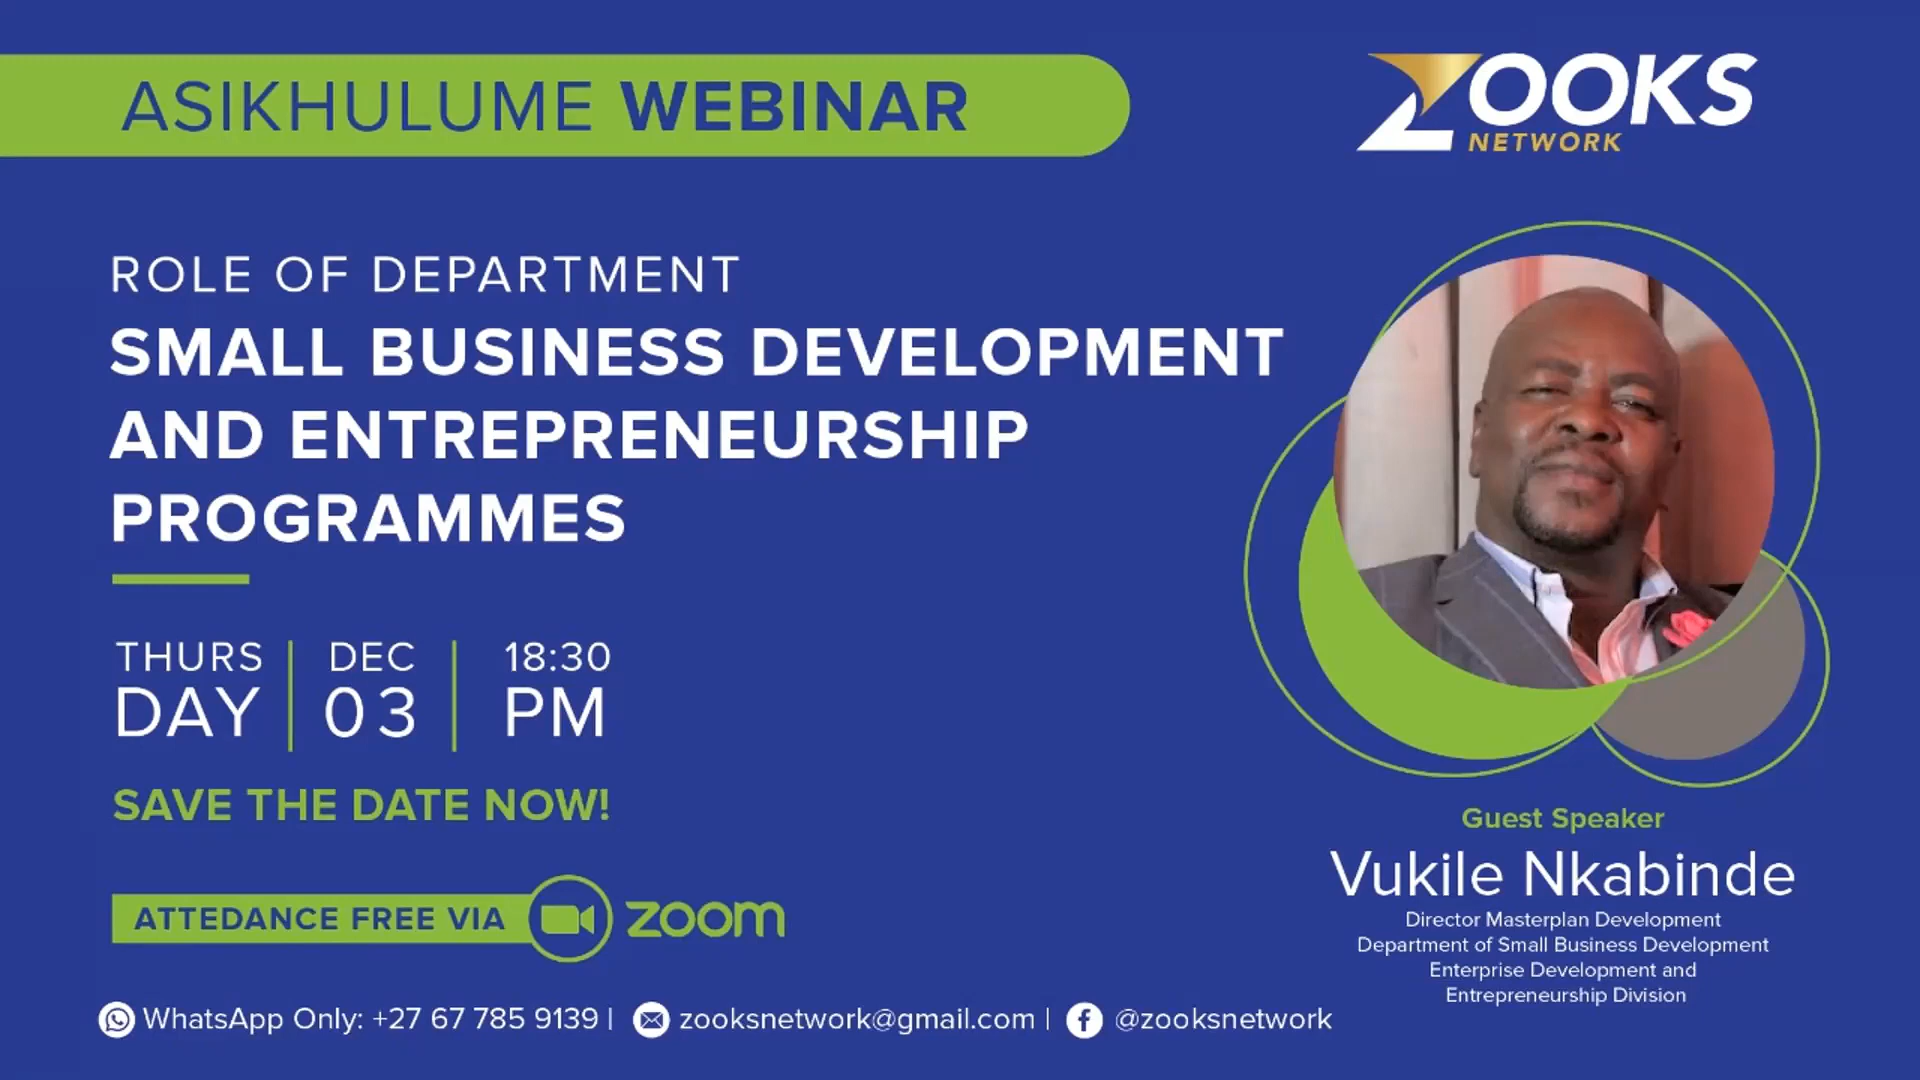 ASIKHULUME WEBINAR
ZOOKS
NETWORK
ROLE OF DEPARTMENT
SMALL BUSINESS DEVELOPMENT
AND ENTREPRENEURSHIP
PROGRAMMES
THURS
DAY
DEC
03
18:30
PM
SAVE THE DATE NOW!
ATTEDANCE FREE VIA
zoom
Guest Speaker
Vukile Nkabinde
Director Masterplan Development
Department of Small Business Development
Enterprise Development and
Entrepreneurship Division
WhatsApp Only: +27 67 785 9139 | zooksnetwork@gmail.com | @zooksnetwork